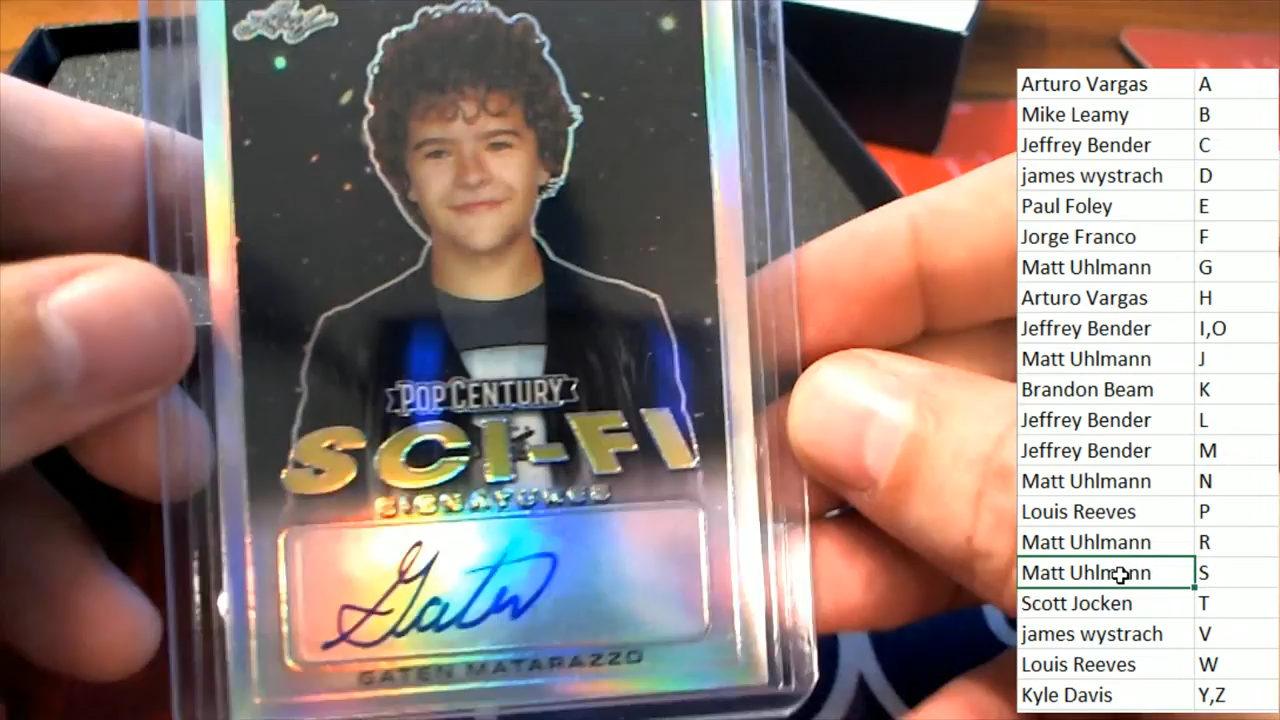 Leaf
POP CENTURY
SCI-FI
SIGNATURES
Gaten
GATEN MATARAZZO
Arturo Vargas A
Mike Leamy B
Jeffrey Bender C
james wystrach D
Paul Foley E
Jorge Franco F
Matt Uhlmann G
Arturo Vargas H
Jeffrey Bender I,O
Matt Uhlmann J
Brandon Beam K
Jeffrey Bender L
Jeffrey Bender M
Matt Uhlmann N
Louis Reeves P
Matt Uhlmann R
Matt Uhlmann S
Scott Jocken T
james wystrach V
Louis Reeves W
Kyle Davis Y,Z